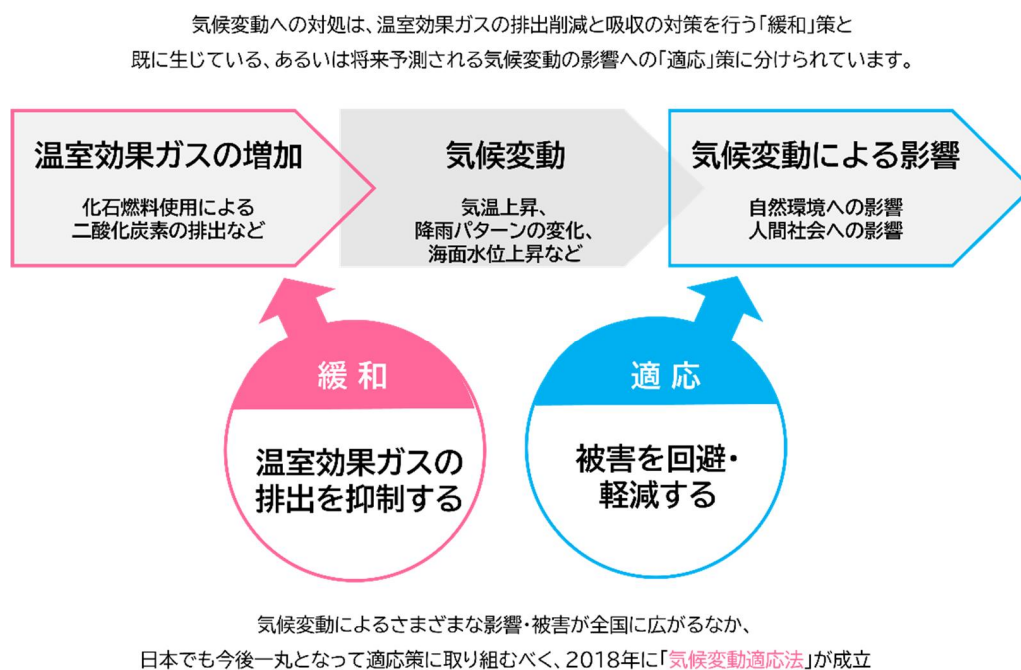 気候変動への対処は、温室効果ガスの排出削減と吸収の対策を行う「緩和」策と
既に生じている、あるいは将来予測される気候変動の影響への「適応」策に分けられています。
温室効果ガスの増加
化石燃料使用による
二酸化炭素の排出など
気候変動
気温上昇、
降雨パターンの変化、
海面水位上昇など
気候変動による影響
自然環境への影響
人間社会への影響
緩和
温室効果ガスの
排出を抑制する
適応
被害を回避・
軽減する
気候変動によるさまざまな影響・被害が全国に広がるなか、
日本でも今後一丸となって適応策に取り組むべく、2018年に「気候変動適応法」が成立